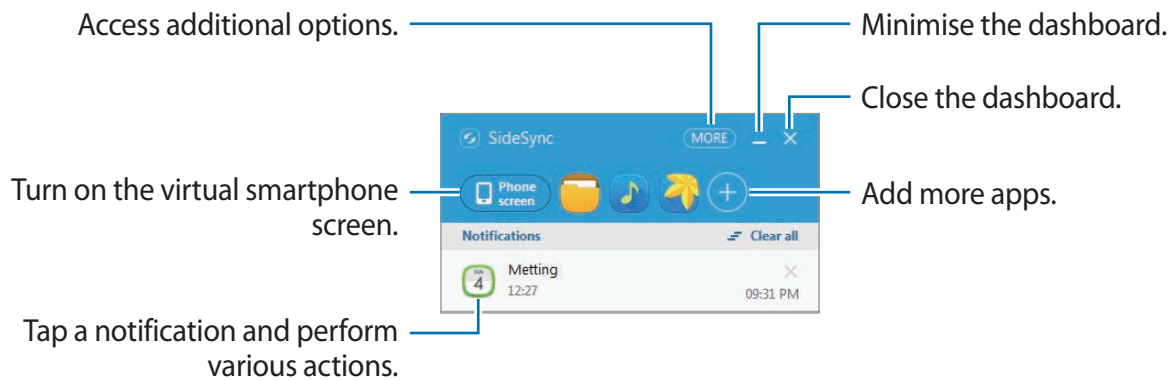 Access additional options.
Minimise the dashboard.
Close the dashboard.
SideSync
MORE
Turn on the virtual smartphone
screen.
Phone
screen
Add more apps.
Notifications
Clear all
SUN
4
Metting
12:27
09:31 PM
Tap a notification and perform
various actions.